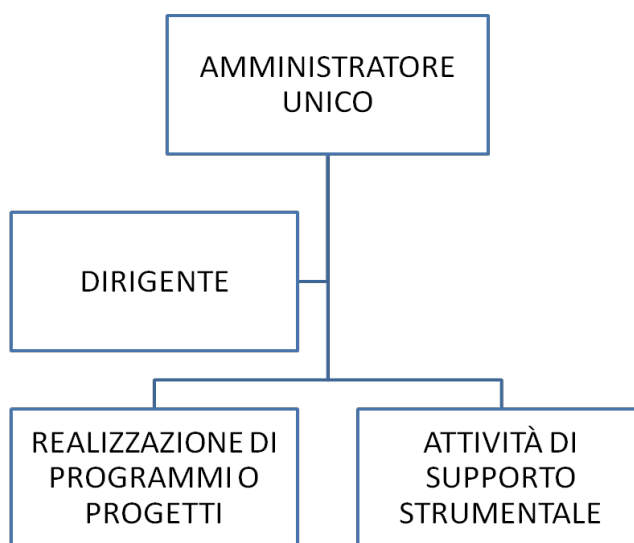 AMMINISTRATORE
UNICO
DIRIGENTE
REALIZZAZIONE DI
PROGRAMMI O
PROGETTI
ATTIVITÀ DI
SUPPORTO
STRUMENTALE